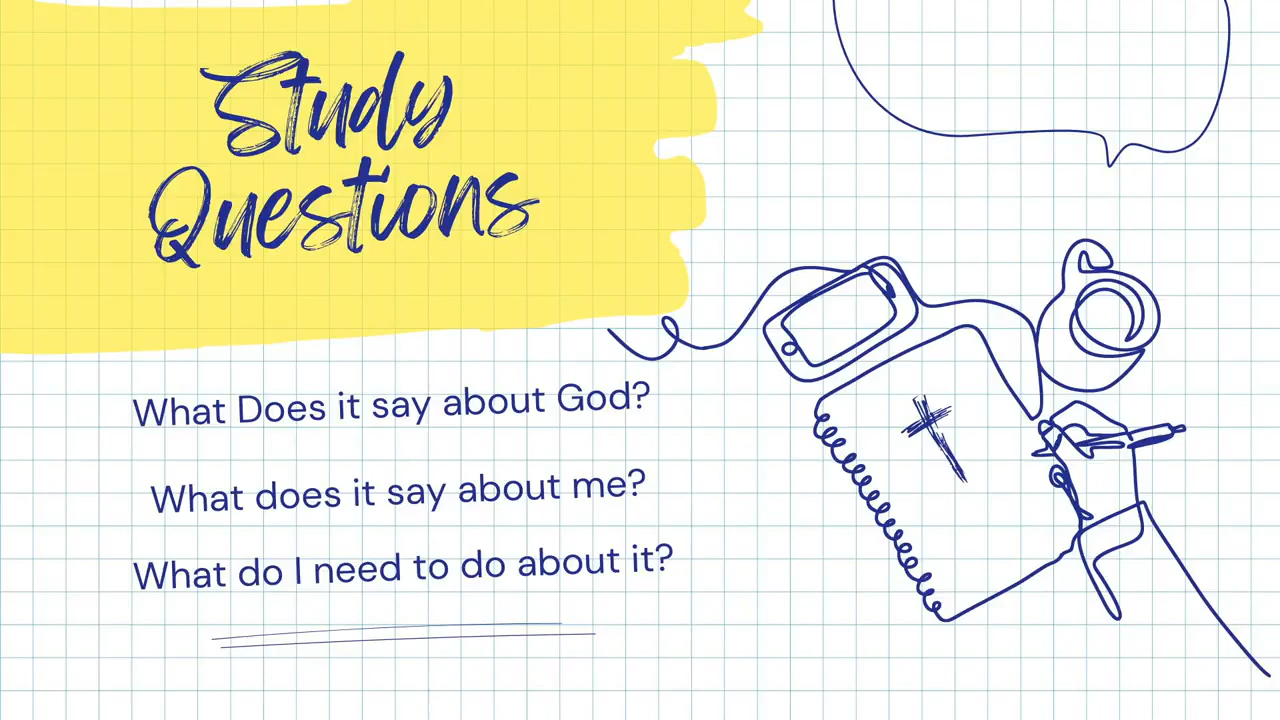 Study
Questions
What Does it say about God?
What does it say about me?
What do I need to do about it?